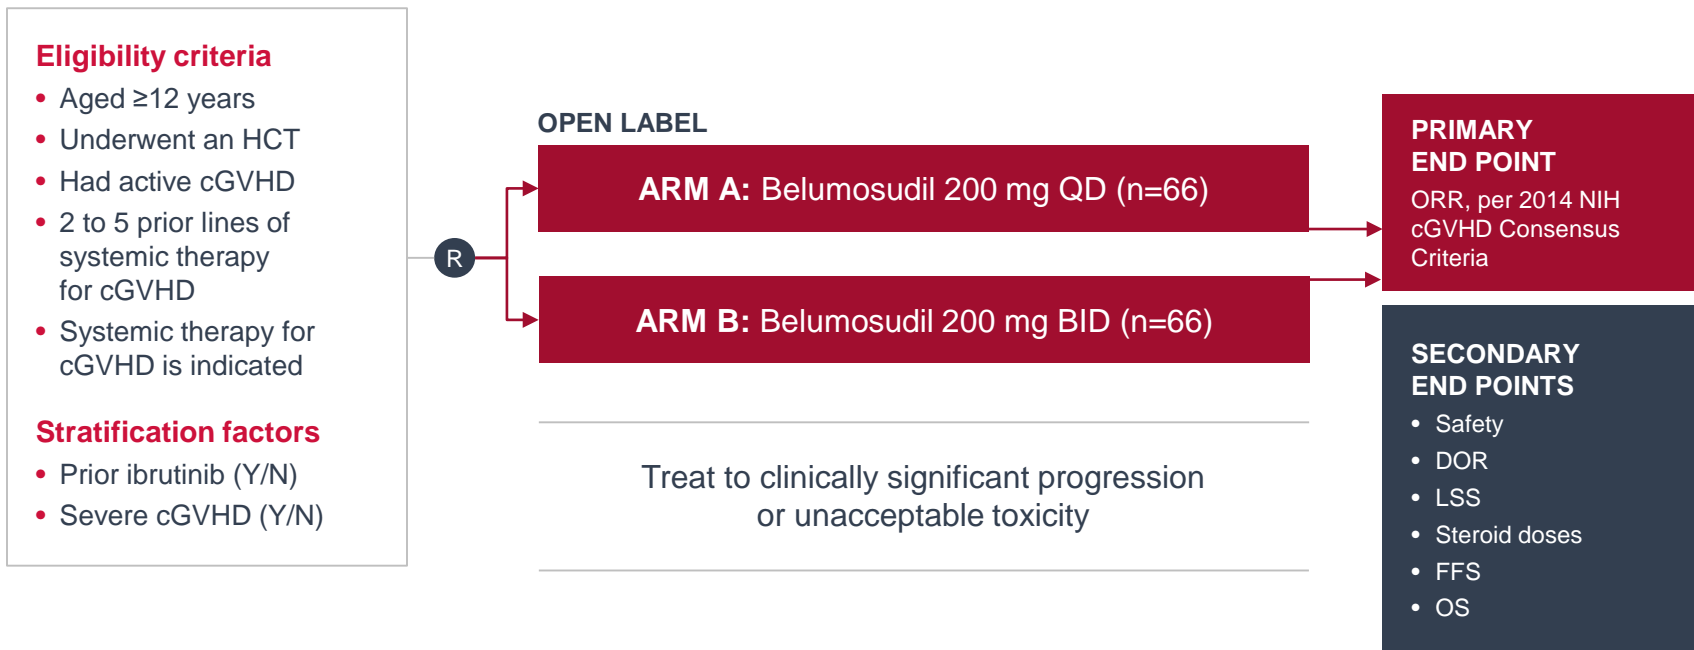 Eligibility criteria
• Aged ≥12 years
• Underwent an HCT
• Had active cGVHD
• 2 to 5 prior lines of
systemic therapy
for cGVHD
• Systemic therapy for
cGVHD is indicated
Stratification factors
• Prior ibrutinib (Y/N)
• Severe cGVHD (Y/N)
R
OPEN LABEL
ARM A: Belumosudil 200 mg QD (n=66)
ARM B: Belumosudil 200 mg BID (n=66)
Treat to clinically significant progression
or unacceptable toxicity
PRIMARY
END POINT
ORR, per 2014 NIH
cGVHD Consensus
Criteria
SECONDARY
END POINTS
• Safety
• DOR
• LSS
• Steroid doses
• FFS
• OS